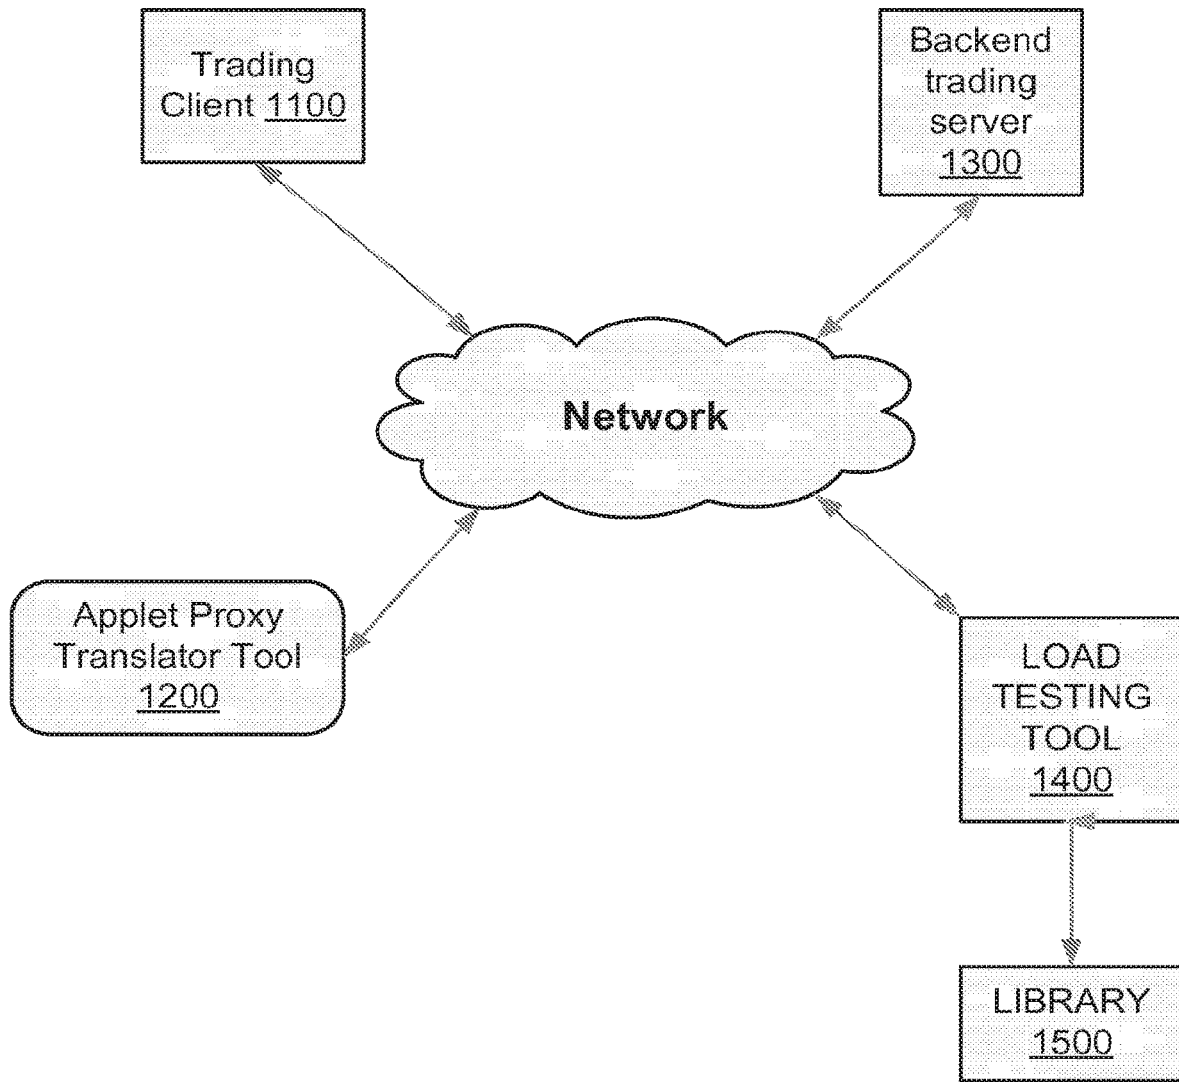 Trading
Client 1100
Backend
trading
server
1300
Network
Applet Proxy
Translator Tool
1200
LOAD
TESTING
TOOL
1400
LIBRARY
1500